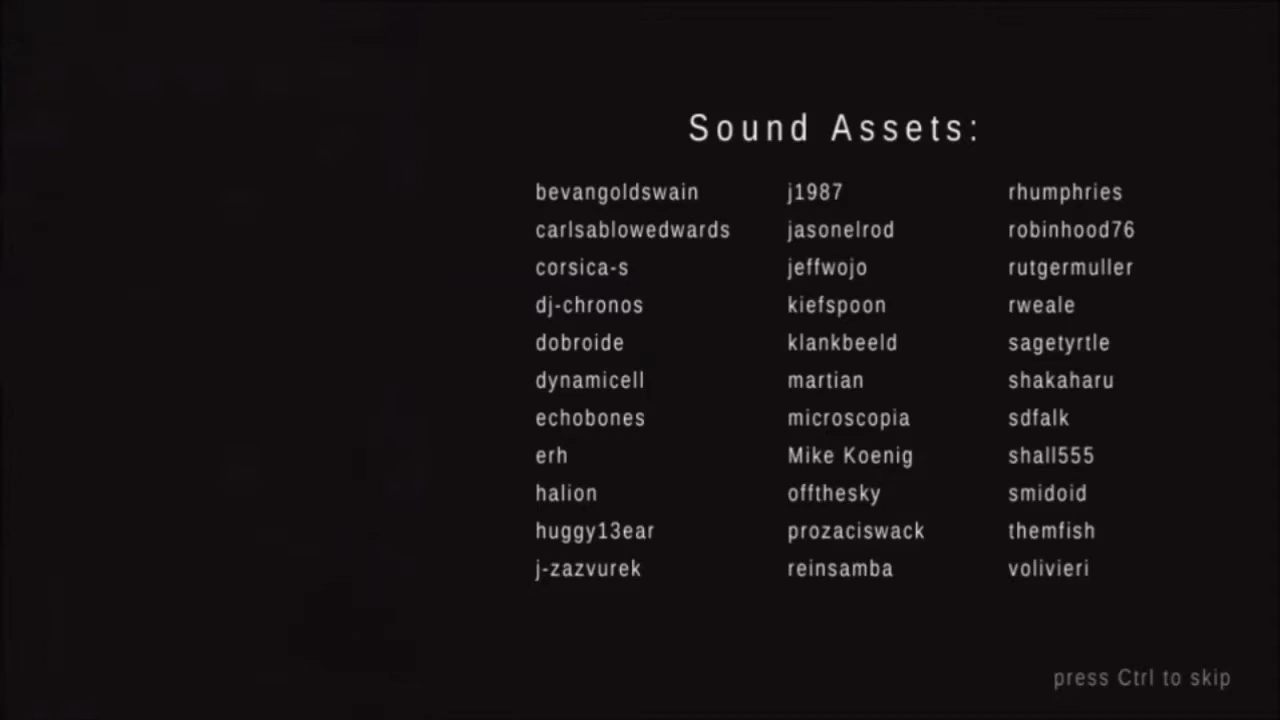 Sound Assets:
bevangoldswain j1987 rhumphries
carlsablowedwards jasonelrod robinhood76
corsica-s jeffwojo rutgermuller
dj-chronos kiefspoon rweale
dobroide klankbeeld sagetyrtle
dynamicell martian shakaharu
echobones microscopia sdfalk
erh Mike Koenig shall555
halion offthesky smidoid
huggy13ear prozaciswack themfish
j-zazvurek reinsamba volivieri
press Ctrl to skip